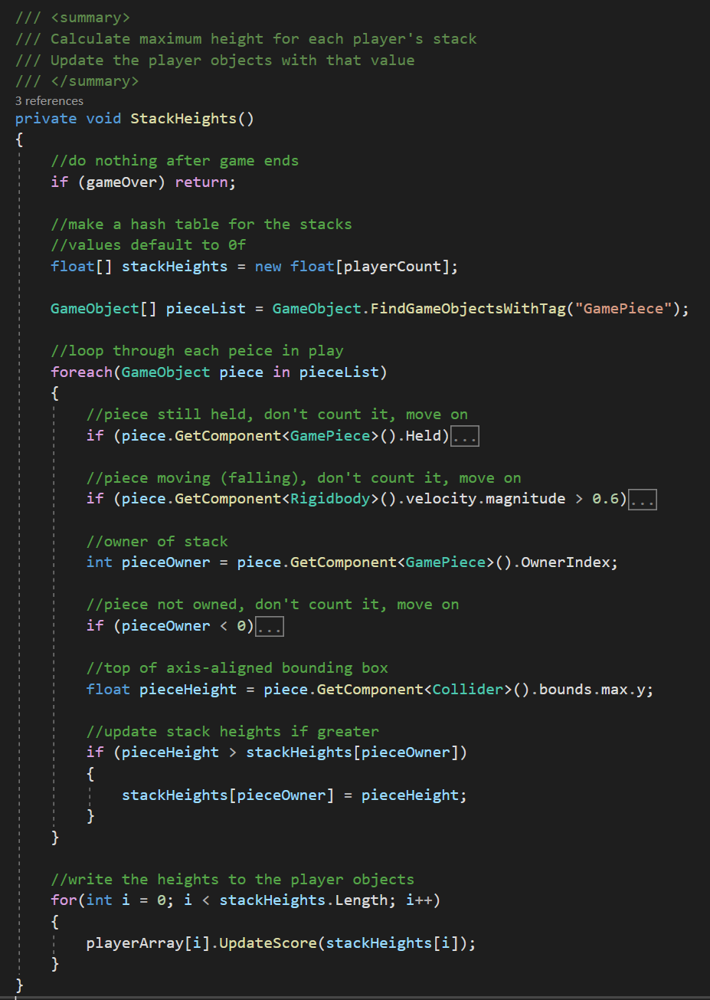 /// <summary>
/// Calculate maximum height for each player's stack
/// Update the player objects with that value
/// </summary>
3 references
private void StackHeights()
{
    //do nothing after game ends
    if (gameOver) return;

    //make a hash table for the stacks
    //values default to 0f
    float[] stackHeights = new float[playerCount];

    GameObject[] pieceList = GameObject.FindGameObjectsWithTag("GamePiece");

    //loop through each peice in play
    foreach(GameObject piece in pieceList)
    {
        //piece still held, don't count it, move on
        if (piece.GetComponent<GamePiece>().Held)...

        //piece moving (falling), don't count it, move on
        if (piece.GetComponent<Rigidbody>().velocity.magnitude > 0.6)...

        //owner of stack
        int pieceOwner = piece.GetComponent<GamePiece>().OwnerIndex;

        //piece not owned, don't count it, move on
        if (pieceOwner < 0)...

        //top of axis-aligned bounding box
        float pieceHeight = piece.GetComponent<Collider>().bounds.max.y;

        //update stack heights if greater
        if (pieceHeight > stackHeights[pieceOwner])
        {
            stackHeights[pieceOwner] = pieceHeight;
        }
    }

    //write the heights to the player objects
    for(int i = 0; i < stackHeights.Length; i++)
    {
        playerArray[i].UpdateScore(stackHeights[i]);
    }
}